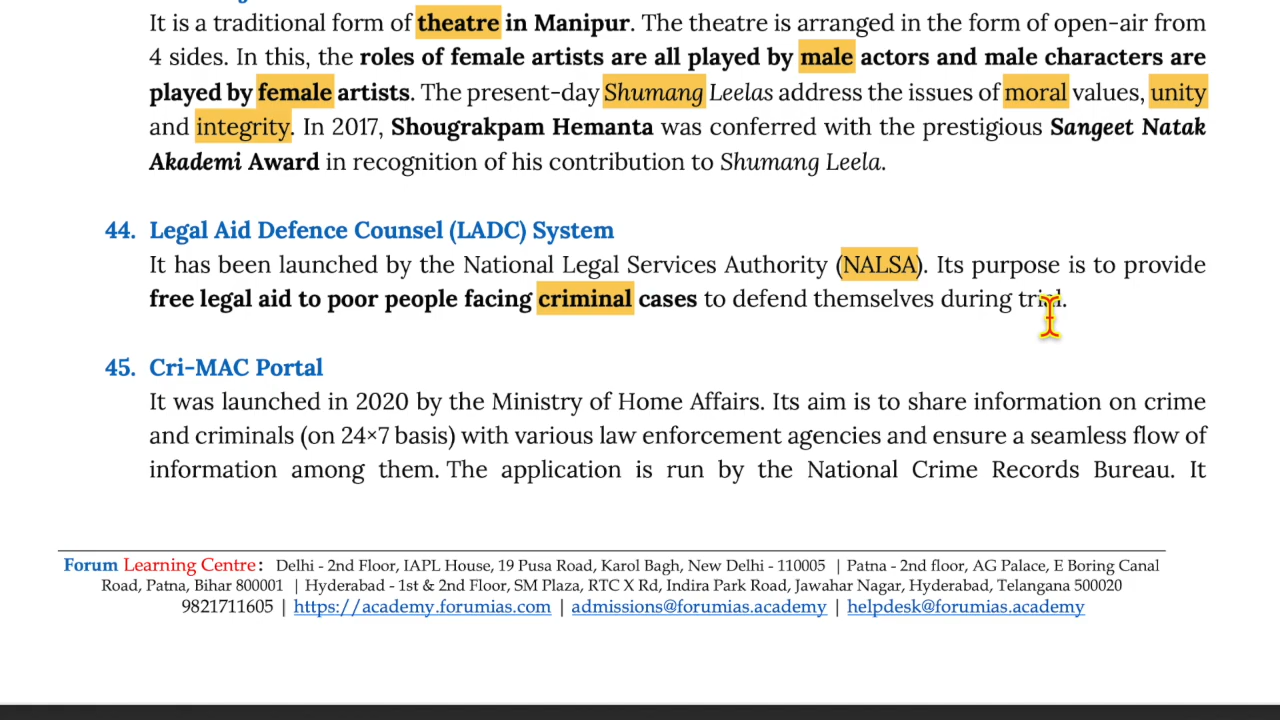 It is a traditional form of theatre in Manipur. The theatre is arranged in the form of open-air from
4 sides. In this, the roles of female artists are all played by male actors and male characters are
played by female artists. The present-day Shumang Leelas address the issues of moral values, unity
and integrity. In 2017, Shougrakpam Hemanta was conferred with the prestigious Sangeet Natak
Akademi Award in recognition of his contribution to Shumang Leela.
44. Legal Aid Defence Counsel (LADC) System
It has been launched by the National Legal Services Authority (NALSA). Its purpose is to provide
free legal aid to poor people facing criminal cases to defend themselves during trial.
45. Cri-MAC Portal
It was launched in 2020 by the Ministry of Home Affairs. Its aim is to share information on crime
and criminals (on 24×7 basis) with various law enforcement agencies and ensure a seamless flow of
information among them. The application is run by the National Crime Records Bureau. It
Forum Learning Centre: Delhi - 2nd Floor, IAPL House, 19 Pusa Road, Karol Bagh, New Delhi - 110005 | Patna - 2nd floor, AG Palace, E Boring Canal
Road, Patna, Bihar 800001 | Hyderabad - 1st & 2nd Floor, SM Plaza, RTC X Rd, Indira Park Road, Jawahar Nagar, Hyderabad, Telangana 500020
9821711605 | https://academy.forumias.com | admissions@forumias.academy | helpdesk@forumias.academy